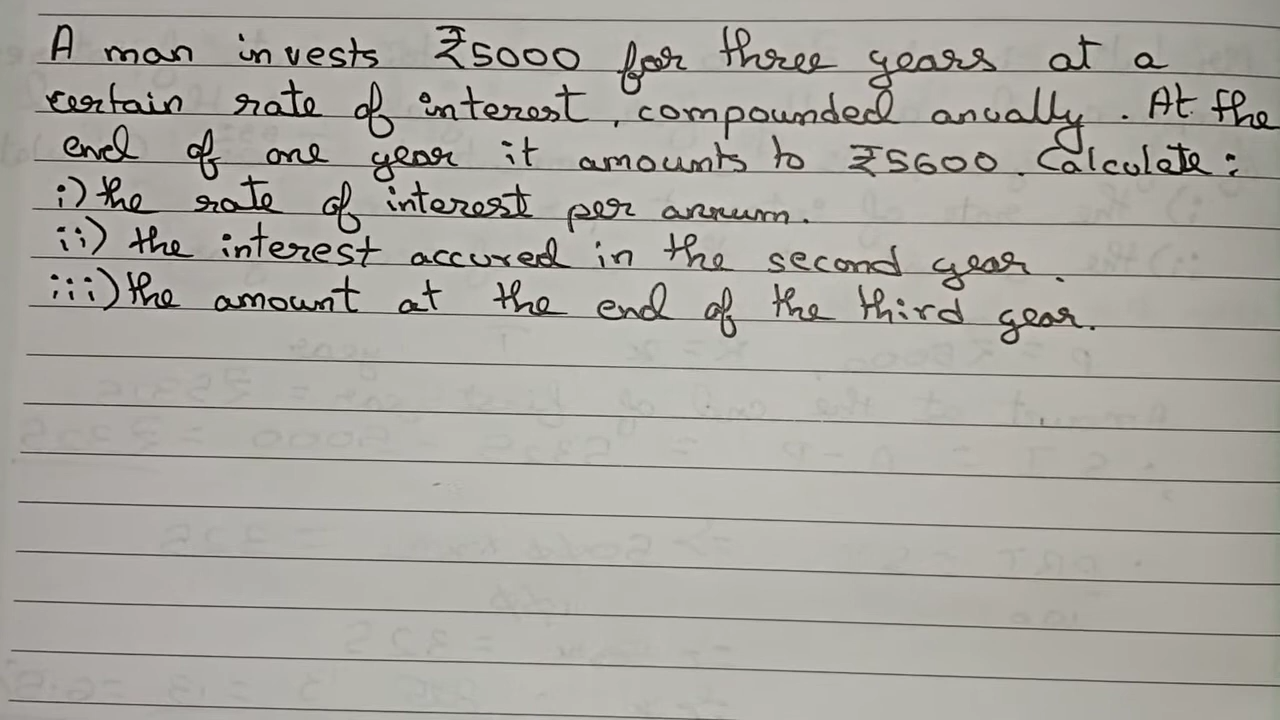 A man invests ₹5000 for three years at a
certain rate of interest, compounded anually. At the
end of one year it amounts to ₹5600. Calculate:
i) the rate of interest per annum.
ii) the interest accured in the second year.
iii) the amount at the end of the third year.